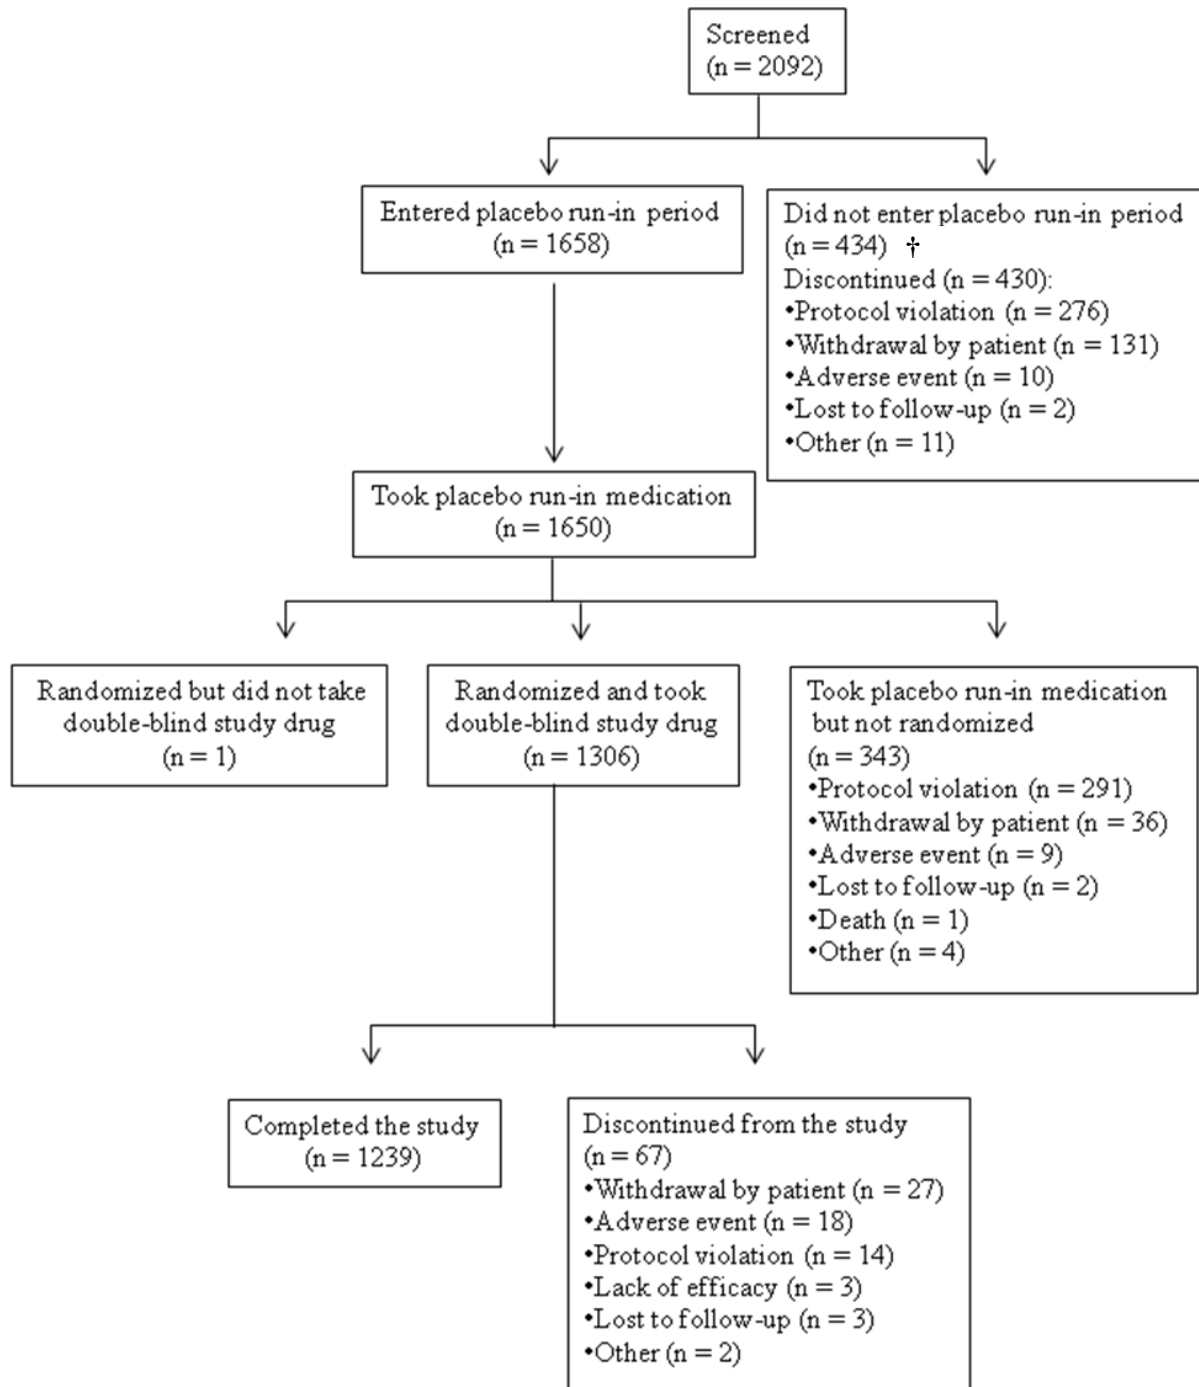 Screened
(n = 2092)
Entered placebo run-in period
(n = 1658)
Did not enter placebo run-in period
(n = 434) †
Discontinued (n = 430):
•Protocol violation (n = 276)
•Withdrawal by patient (n = 131)
•Adverse event (n = 10)
•Lost to follow-up (n = 2)
•Other (n = 11)
Took placebo run-in medication
(n = 1650)
Randomized but did not take
double-blind study drug
(n = 1)
Randomized and took
double-blind study drug
(n = 1306)
Took placebo run-in medication
but not randomized
(n = 343)
•Protocol violation (n = 291)
•Withdrawal by patient (n = 36)
•Adverse event (n = 9)
•Lost to follow-up (n = 2)
•Death (n = 1)
•Other (n = 4)
Completed the study
(n = 1239)
Discontinued from the study
(n = 67)
•Withdrawal by patient (n = 27)
•Adverse event (n = 18)
•Protocol violation (n = 14)
•Lack of efficacy (n = 3)
•Lost to follow-up (n = 3)
•Other (n = 2)